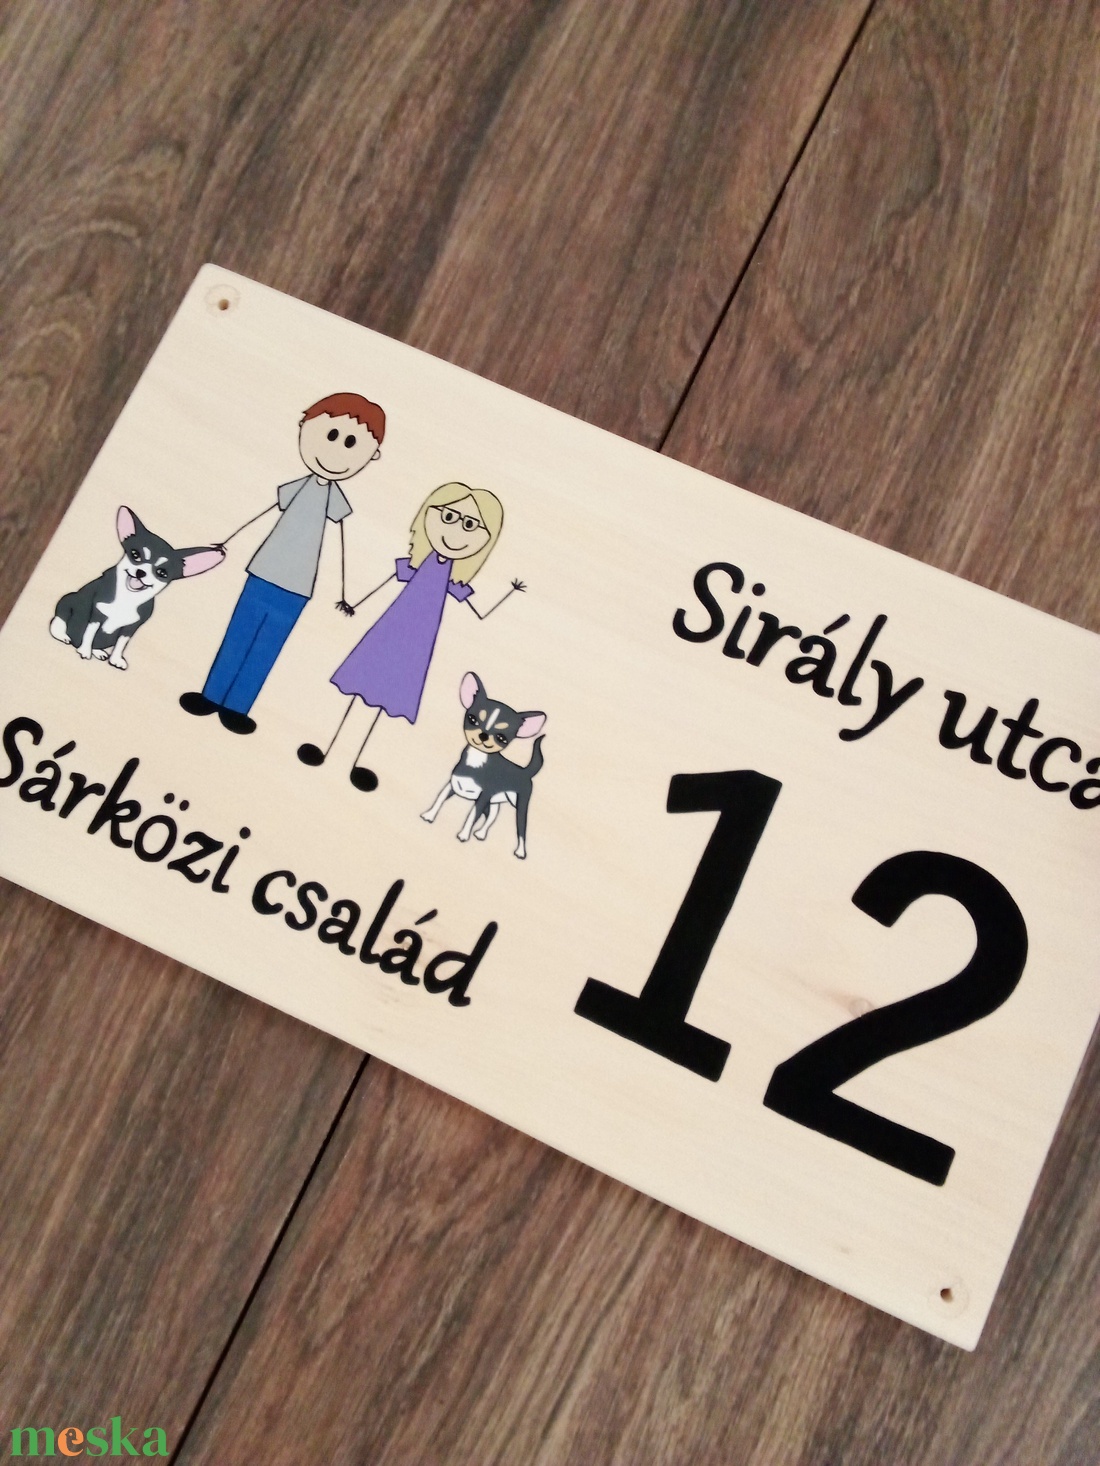 Sirály utca
12
Sárközi család
meska